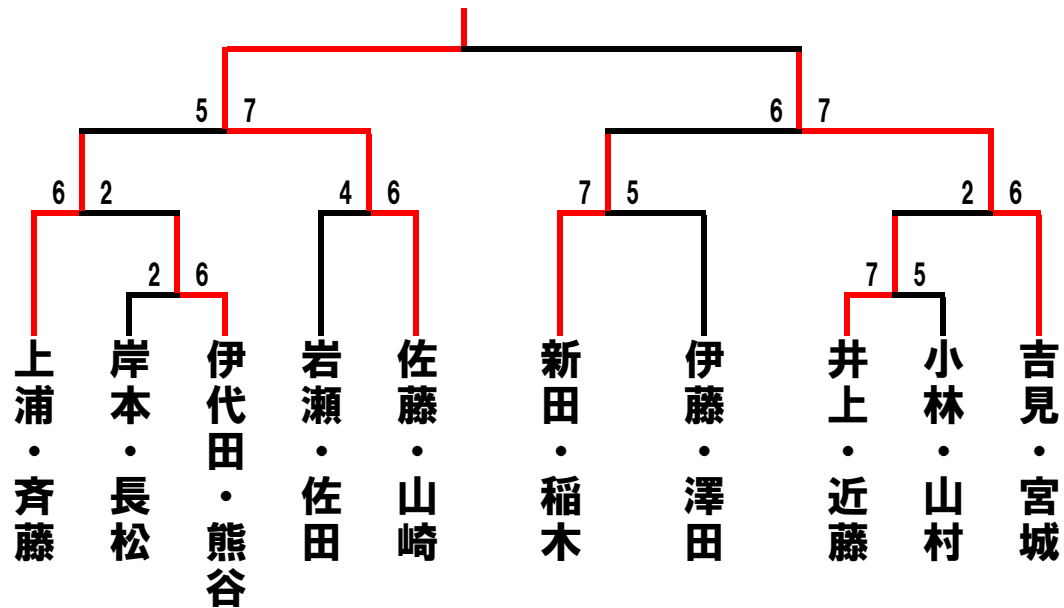 5 7
6 7
6 2
4 6
7 5
2 6
2 6
7 5
上浦・斉藤
岸本・長松
伊代田・熊谷
岩瀬・佐田
佐藤・山崎
新田・稲木
伊藤・澤田
井上・近藤
小林・山村
吉見・宮城